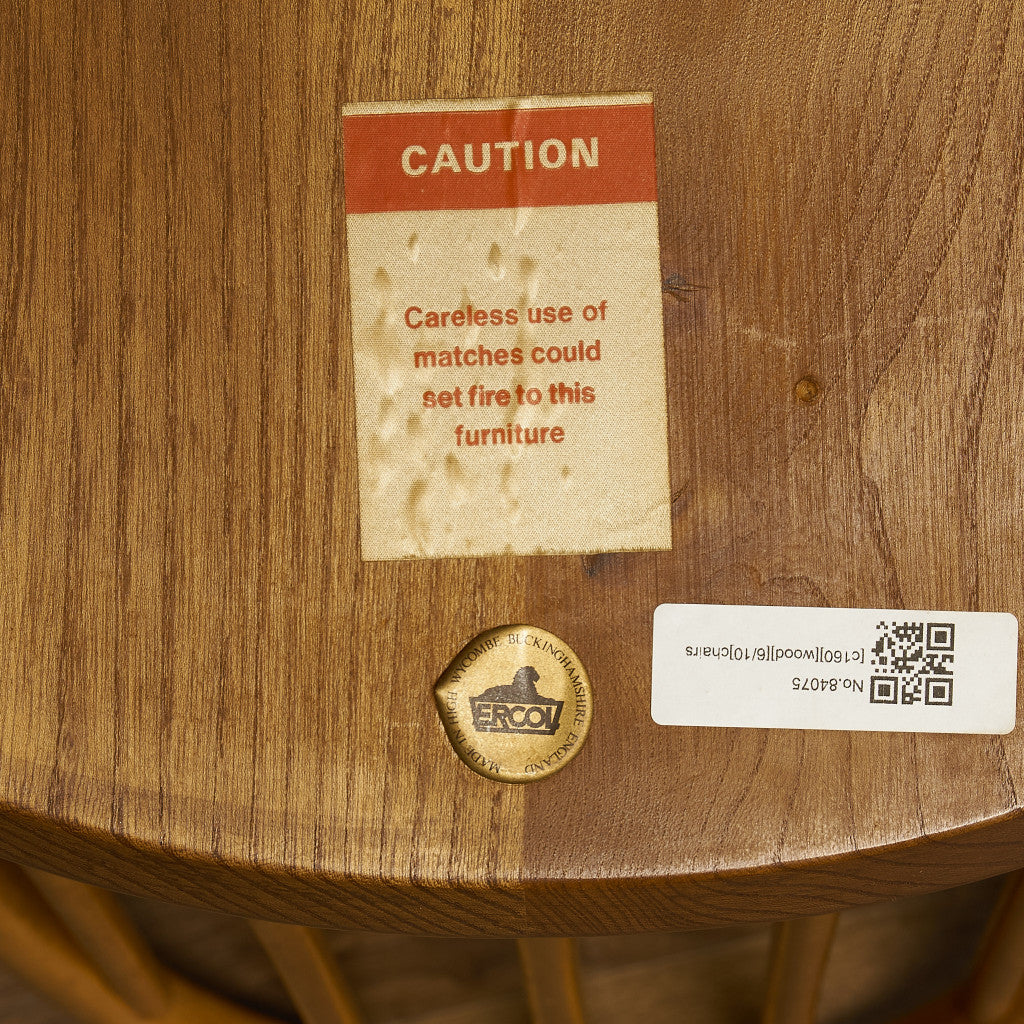 CAUTION
Careless use of
matches could
set fire to this
furniture
MADE IN HIGH WYCOMBE BUCKINGHAMSHIRE ENGLAND
ERCOL
No.84075
[c160][wood][6/10]chairs